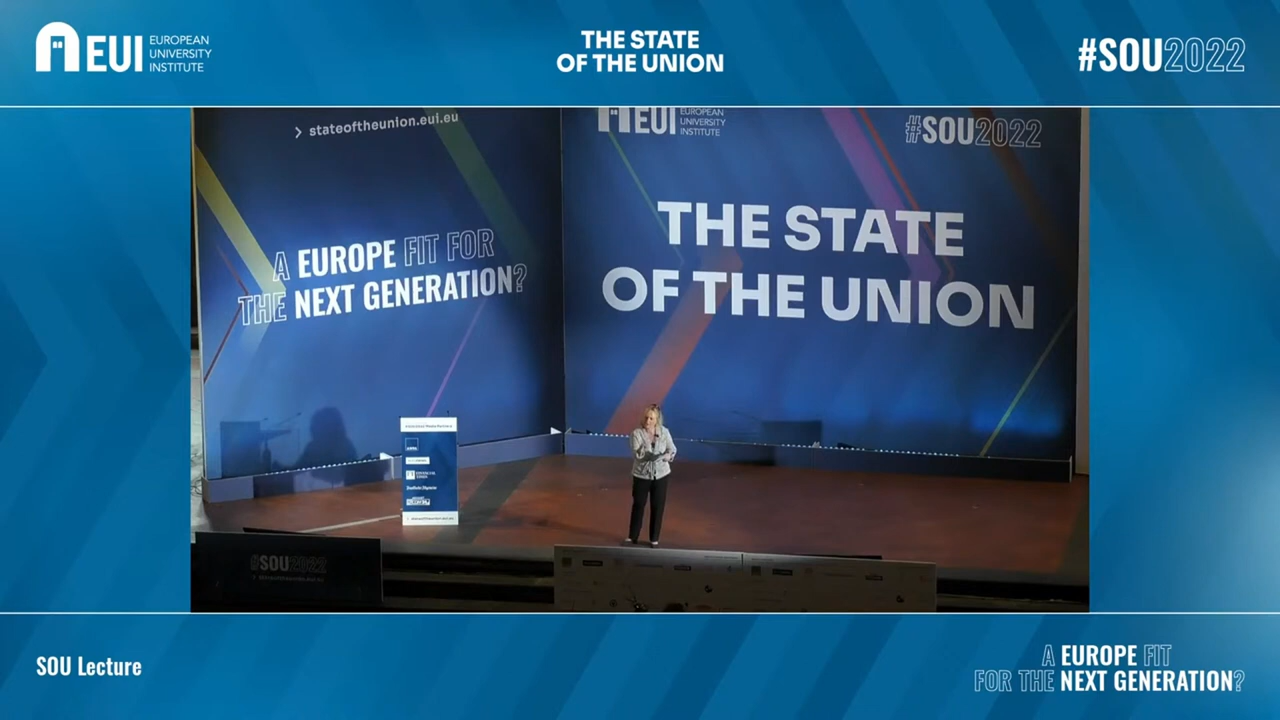 EUI
EUROPEAN
UNIVERSITY
INSTITUTE
THE STATE
OF THE UNION
#SOU2022
> stateoftheunion.eui.eu
A EUROPE FIT FOR
THE NEXT GENERATION?
EUI
EUROPEAN
UNIVERSITY
INSTITUTE
#SOU2022
THE STATE
OF THE UNION
#SOU2022
SOU Lecture
A EUROPE FIT
FOR THE NEXT GENERATION?